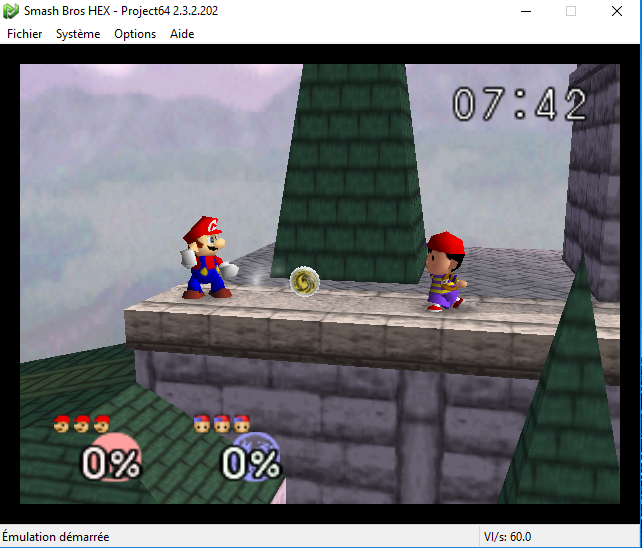 Smash Bros HEX - Project64 2.3.2.202
Fichier Système Options Aide
07:42
0% 0%
Émulation démarrée VI/s: 60.0